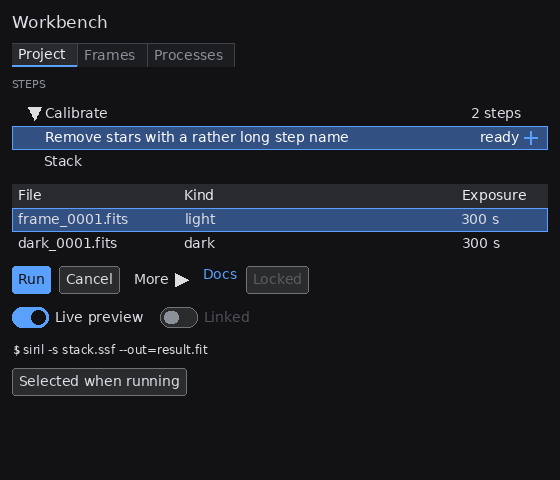 Workbench
Project Frames Processes
STEPS
Calibrate 2 steps
Remove stars with a rather long step name ready
Stack
File Kind Exposure
frame_0001.fits light 300 s
dark_0001.fits dark 300 s
Run Cancel More Docs Locked
Live preview Linked
$ siril -s stack.ssf --out=result.fit
Selected when running